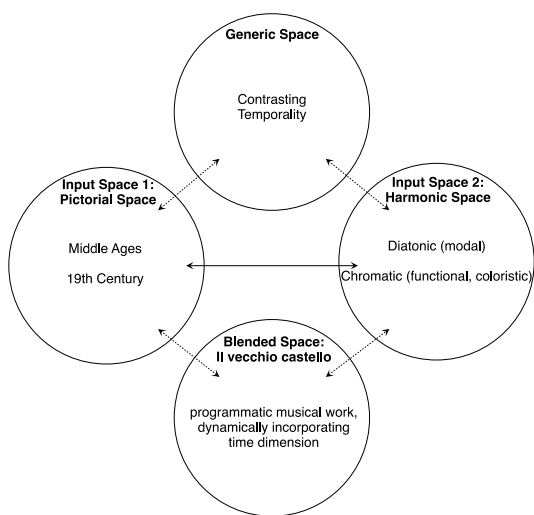 Generic Space
Contrasting
Temporality
Input Space 1:
Pictorial Space
Middle Ages
19th Century
Input Space 2:
Harmonic Space
Diatonic (modal)
Chromatic (functional, coloristic)
Blended Space:
Il vecchio castello
programmatic musical work,
dynamically incorporating
time dimension